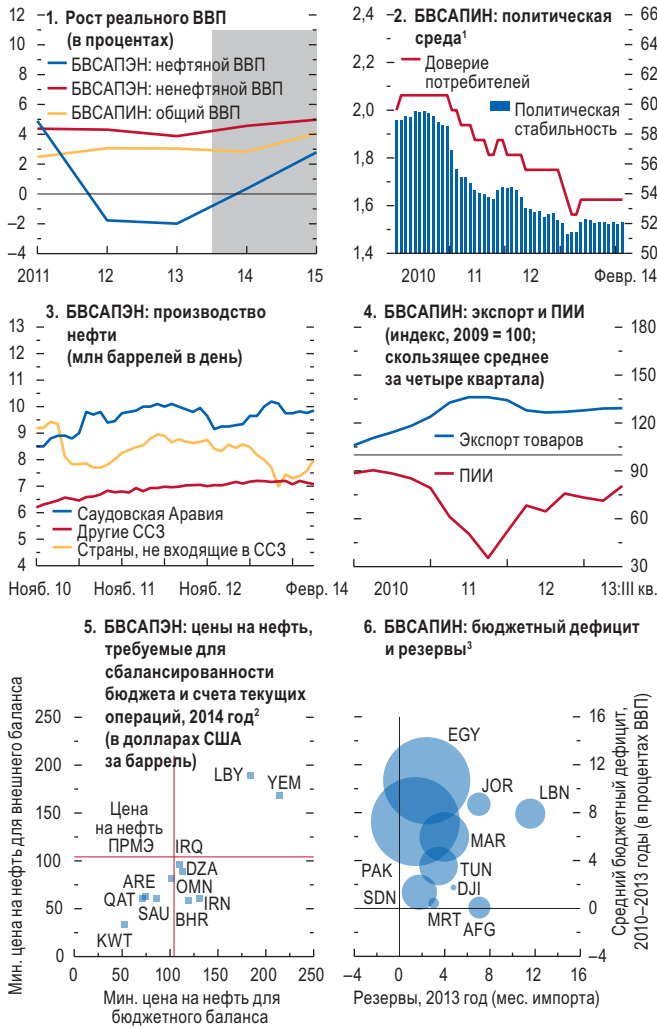 1. Рост реального ВВП
(в процентах)
БВСАПЭН: нефтяной ВВП
БВСАПЭН: ненефтяной ВВП
БВСАПИН: общий ВВП
12
10
8
6
4
2
0
–2
–4
2011 12 13 14 15
2. БВСАПИН: политическая
среда¹
Доверие
потребителей
Политическая
стабильность
2,4
2,0
1,8
1,6
1,4
66
64
62
60
58
56
54
52
50
2010 11 12 Февр. 14
3. БВСАПЭН: производство
нефти
(млн баррелей в день)
13
12
11
10
9
8
7
6
5
4
Саудовская Аравия
Другие ССЗ
Страны, не входящие в ССЗ
Нояб. 10 Нояб. 11 Нояб. 12 Февр. 14
4. БВСАПИН: экспорт и ПИИ
(индекс, 2009 = 100;
скользящее среднее
за четыре квартала)
180
150
120
90
60
30
Экспорт товаров
ПИИ
2010 11 12 13:III кв.
5. БВСАПЭН: цены на нефть,
требуемые для
сбалансированности
бюджета и счета текущих
операций, 2014 год²
(в долларах США
за баррель)
Мин. цена на нефть для внешнего баланса
250
200
150
100
50
0
LBY
YEM
Цена
на нефть
ПРМЭ
IRQ
DZA
ARE
OMN
QAT
IRN
SAU
BHR
KWT
0 50 100 150 200 250
Мин. цена на нефть для
бюджетного баланса
6. БВСАПИН: бюджетный дефицит
и резервы³
16
12
8
4
0
–4
EGY
JOR
LBN
MAR
PAK
TUN
SDN
DJI
MRT
AFG
–4 0 4 8 12 16
Резервы, 2013 год (мес. импорта)
Средний бюджетный дефицит,
2010–2013 годы (в процентах ВВП)